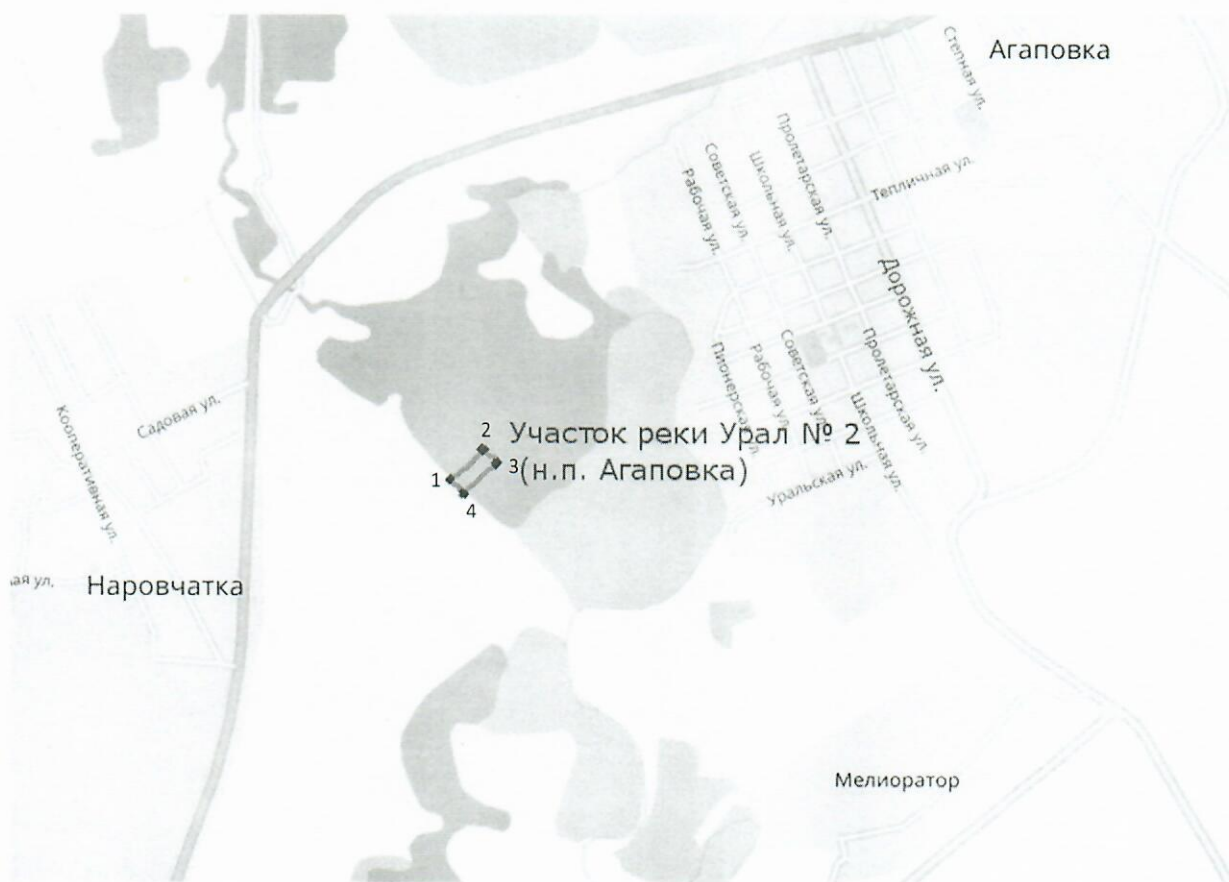 Агаповка
Степная ул.
Пролетарская ул.
Советская ул.
Школьная ул.
Рабочая ул.
Тепличная ул.
Дорожная ул.
Пионерская ул.
Рабочая ул.
Советская ул.
Пролетарская ул.
Школьная ул.
Садовая ул.
Кооперативная ул.
2 Участок реки Урал № 2
1 3 (н.п. Агаповка)
4
Уральская ул.
ая ул.
Наровчатка
Мелиоратор